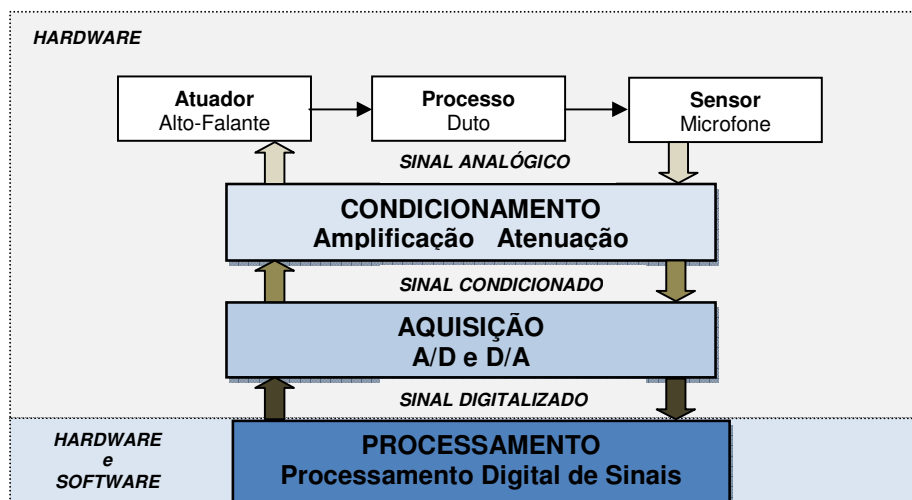 HARDWARE
Atuador
Alto-Falante
Processo
Duto
Sensor
Microfone
SINAL ANALÓGICO
CONDICIONAMENTO
Amplificação Atenuação
SINAL CONDICIONADO
AQUISIÇÃO
A/D e D/A
SINAL DIGITALIZADO
HARDWARE
e
SOFTWARE
PROCESSAMENTO
Processamento Digital de Sinais